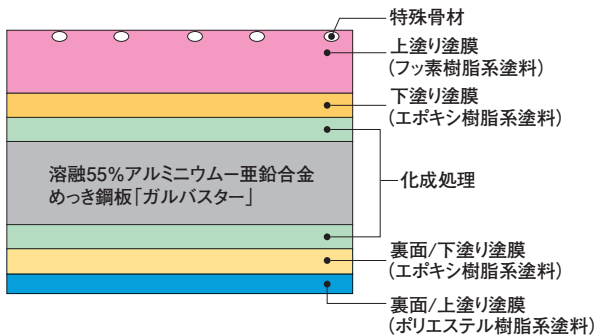 特殊骨材
上塗り塗膜
(フッ素樹脂系塗料)
下塗り塗膜
(エポキシ樹脂系塗料)
溶融55%アルミニウムー亜鉛合金
めっき鋼板「ガルバスター」
化成処理
裏面/下塗り塗膜
(エポキシ樹脂系塗料)
裏面/上塗り塗膜
(ポリエステル樹脂系塗料)